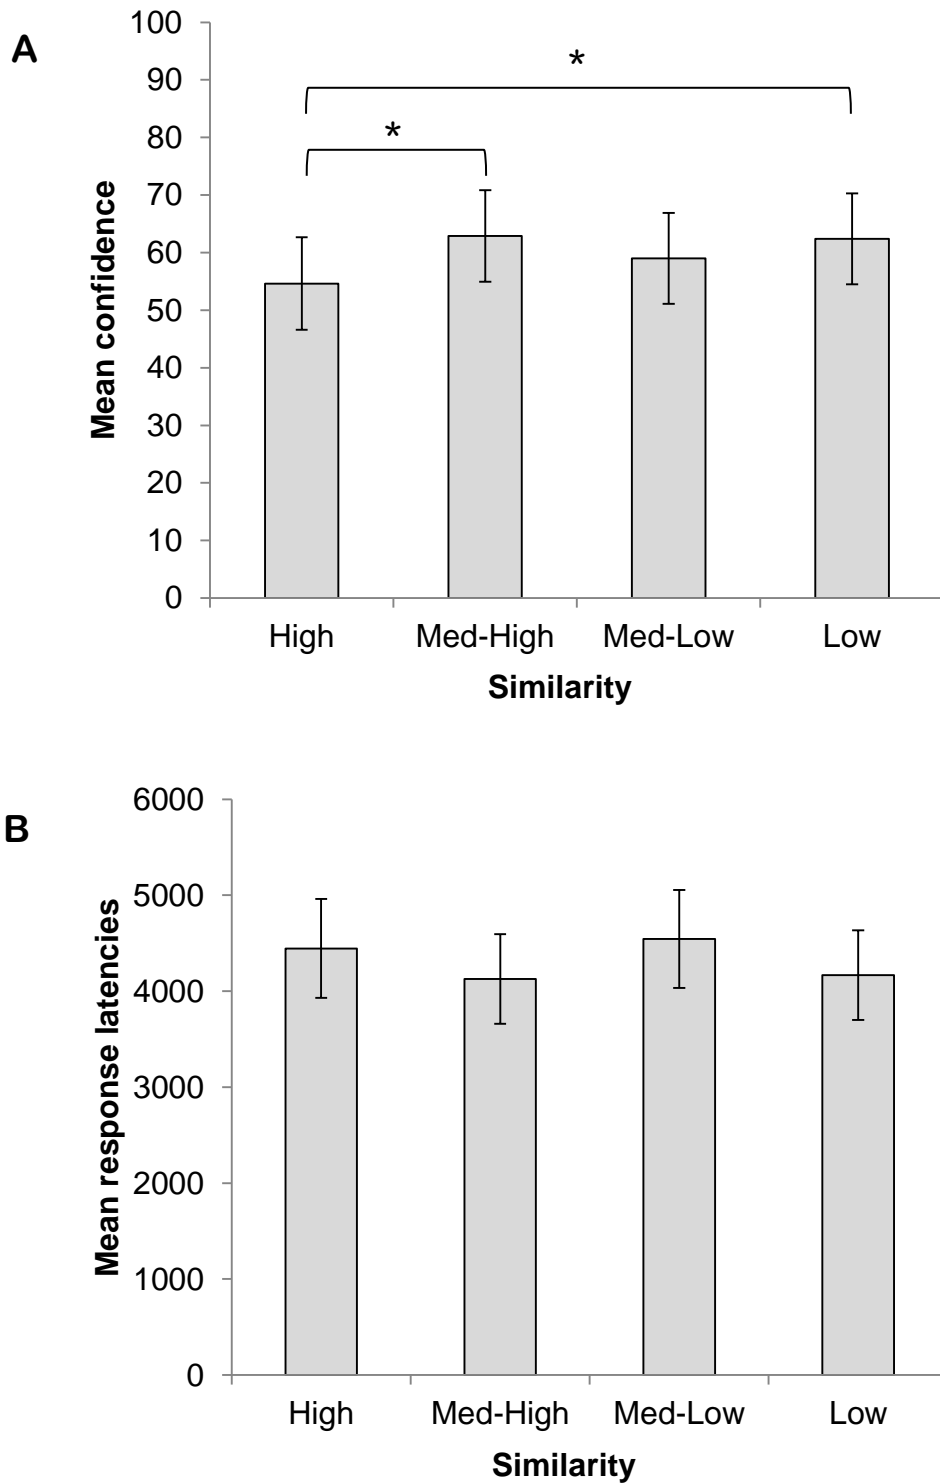 A
100
90
80
70
60
50
40
30
20
10
0
Mean confidence
*
*
High Med-High Med-Low Low
Similarity
B
6000
5000
4000
3000
2000
1000
0
Mean response latencies
High Med-High Med-Low Low
Similarity